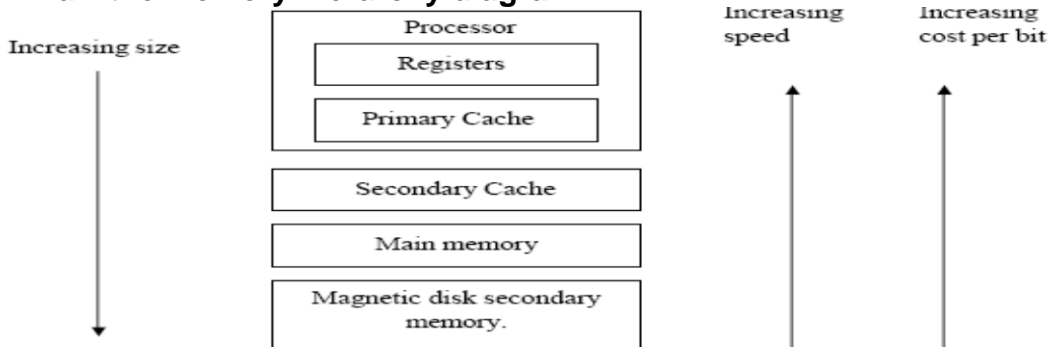 Increasing size
Processor
Registers
Primary Cache
Secondary Cache
Main memory
Magnetic disk secondary
memory.
Increasing
speed
Increasing
cost per bit